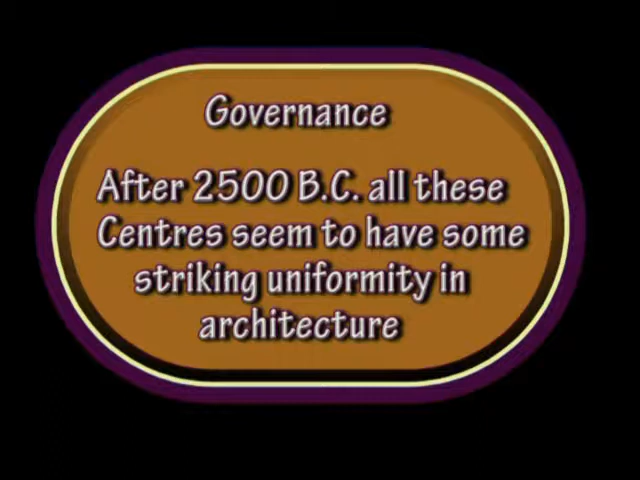 Governance
After 2500 B.C. all these
Centres seem to have some
striking uniformity in
architecture